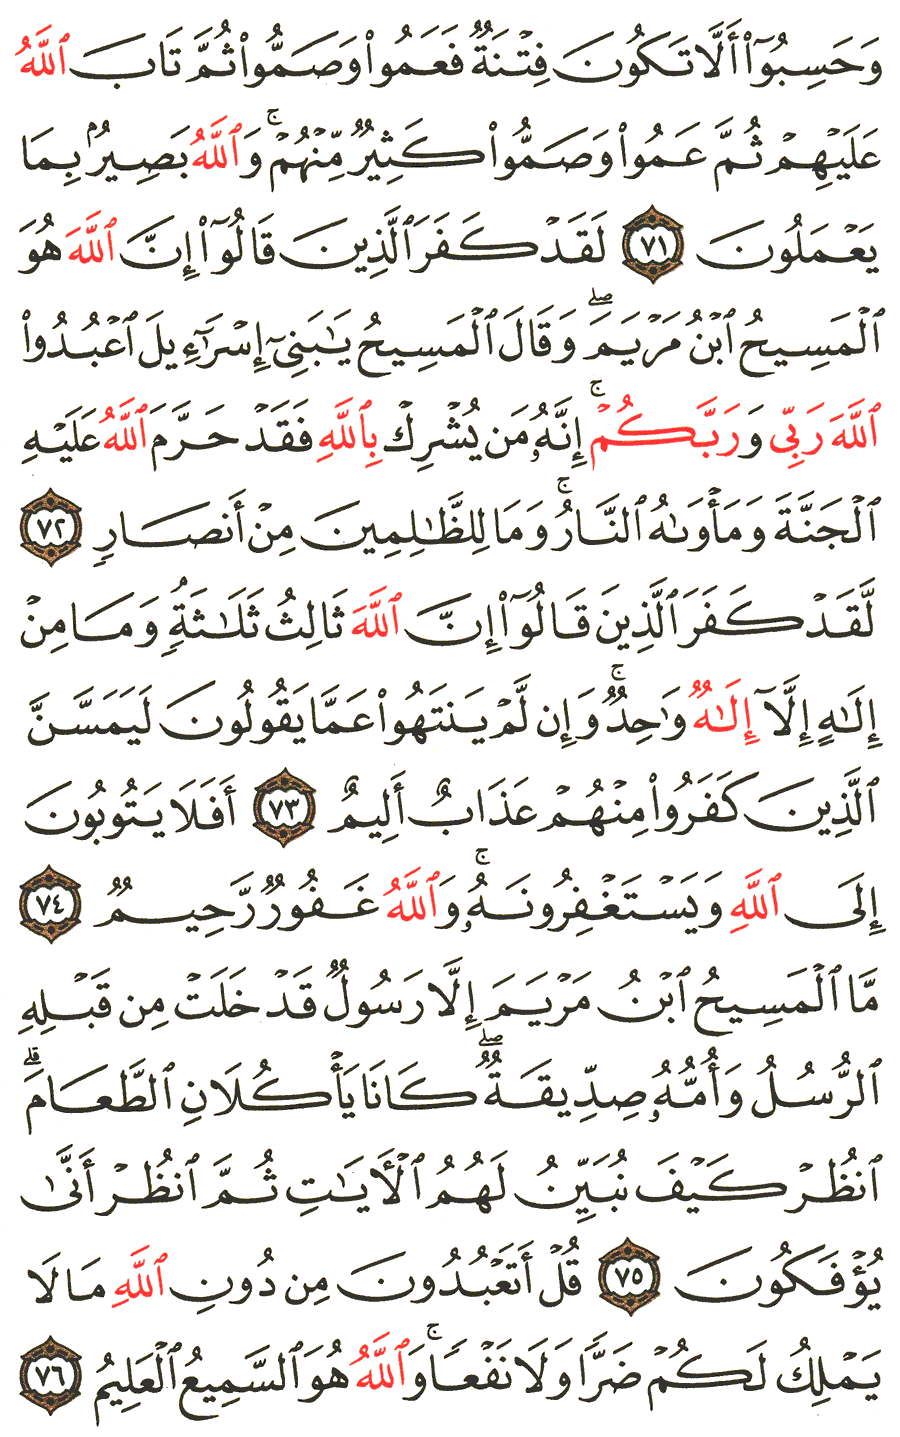 وَحَسِبُوٓا۟ أَلَّا تَكُونَ فِتْنَةٌ فَعَمُوا۟ وَصَمُّوا۟ ثُمَّ تَابَ ٱللَّهُ
عَلَيْهِمْ ثُمَّ عَمُوا۟ وَصَمُّوا۟ كَثِيرٌ مِّنْهُمْ ۚ وَٱللَّهُ بَصِيرٌۢ بِمَا
يَعْمَلُونَ ٧١ لَقَدْ كَفَرَ ٱلَّذِينَ قَالُوٓا۟ إِنَّ ٱللَّهَ هُوَ
ٱلْمَسِيحُ ٱبْنُ مَرْيَمَ ۖ وَقَالَ ٱلْمَسِيحُ يَٰبَنِىٓ إِسْرَٰٓءِيلَ ٱعْبُدُوا۟
ٱللَّهَ رَبِّى وَرَبَّكُمْ ۚ إِنَّهُۥ مَن يُشْرِكْ بِٱللَّهِ فَقَدْ حَرَّمَ ٱللَّهُ عَلَيْهِ
ٱلْجَنَّةَ وَمَأْوَىٰهُ ٱلنَّارُ ۚ وَمَا لِلظَّٰلِمِينَ مِنْ أَنصَارٍ ٧٢
لَّقَدْ كَفَرَ ٱلَّذِينَ قَالُوٓا۟ إِنَّ ٱللَّهَ ثَالِثُ ثَلَٰثَةٍۢ وَمَا مِنْ
إِلَٰهٍ إِلَّآ إِلَٰهٌ وَٰحِدٌ ۚ وَإِن لَّمْ يَنتَهُوا۟ عَمَّا يَقُولُونَ لَيَمَسَّنَّ
ٱلَّذِينَ كَفَرُوا۟ مِنْهُمْ عَذَابٌ أَلِيمٌ ٧٣ أَفَلَا يَتُوبُونَ
إِلَى ٱللَّهِ وَيَسْتَغْفِرُونَهُۥ ۚ وَٱللَّهُ غَفُورٌ رَّحِيمٌ ٧٤
مَّا ٱلْمَسِيحُ ٱبْنُ مَرْيَمَ إِلَّا رَسُولٌ قَدْ خَلَتْ مِن قَبْلِهِ
ٱلرُّسُلُ وَأُمُّهُۥ صِدِّيقَةٌ ۖ كَانَا يَأْكُلَانِ ٱلطَّعَامَ ۗ
ٱنظُرْ كَيْفَ نُبَيِّنُ لَهُمُ ٱلْءَايَٰتِ ثُمَّ ٱنظُرْ أَنَّىٰ
يُؤْفَكُونَ ٧٥ قُلْ أَتَعْبُدُونَ مِن دُونِ ٱللَّهِ مَا لَا
يَمْلِكُ لَكُمْ ضَرًّا وَلَا نَفْعًا ۚ وَٱللَّهُ هُوَ ٱلسَّمِيعُ ٱلْعَلِيمُ ٧٦